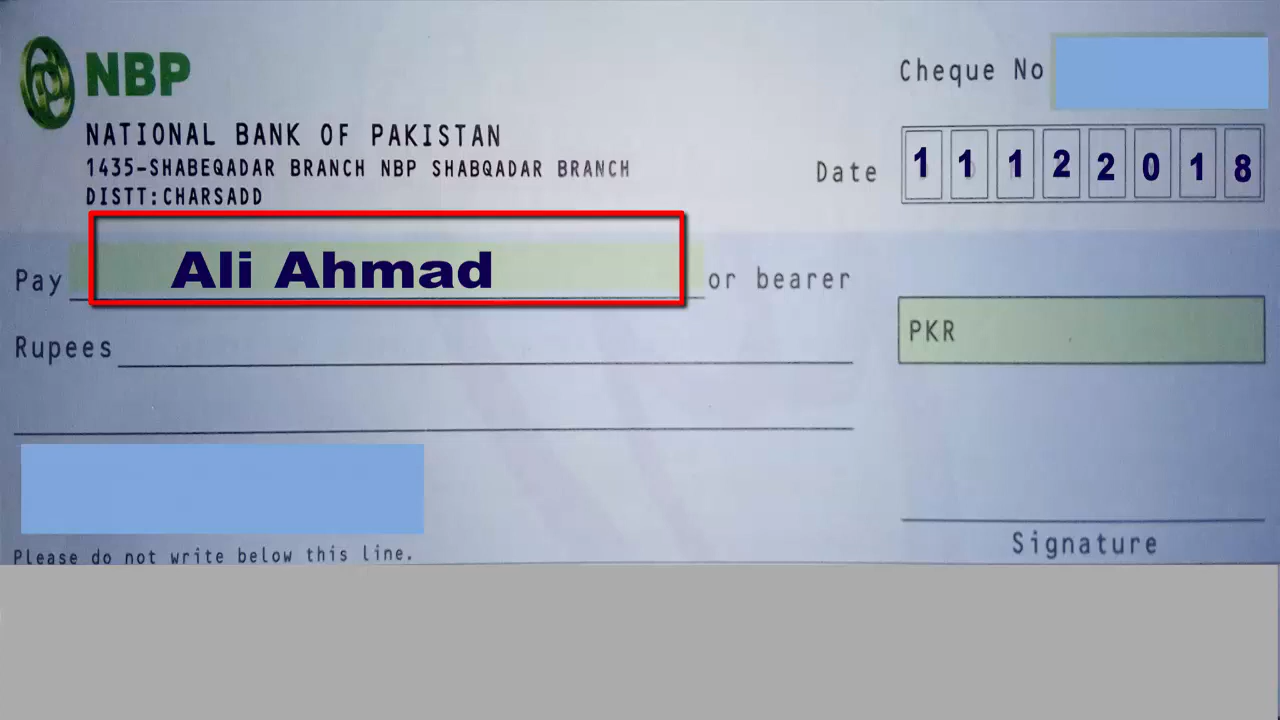 NBP
Cheque No
NATIONAL BANK OF PAKISTAN
1435-SHABEQADAR BRANCH NBP SHABQADAR BRANCH
DISTT:CHARSADD
Date 1 1 1 2 2 0 1 8
Pay Ali Ahmad or bearer
Rupees
PKR
Signature
Please do not write below this line.